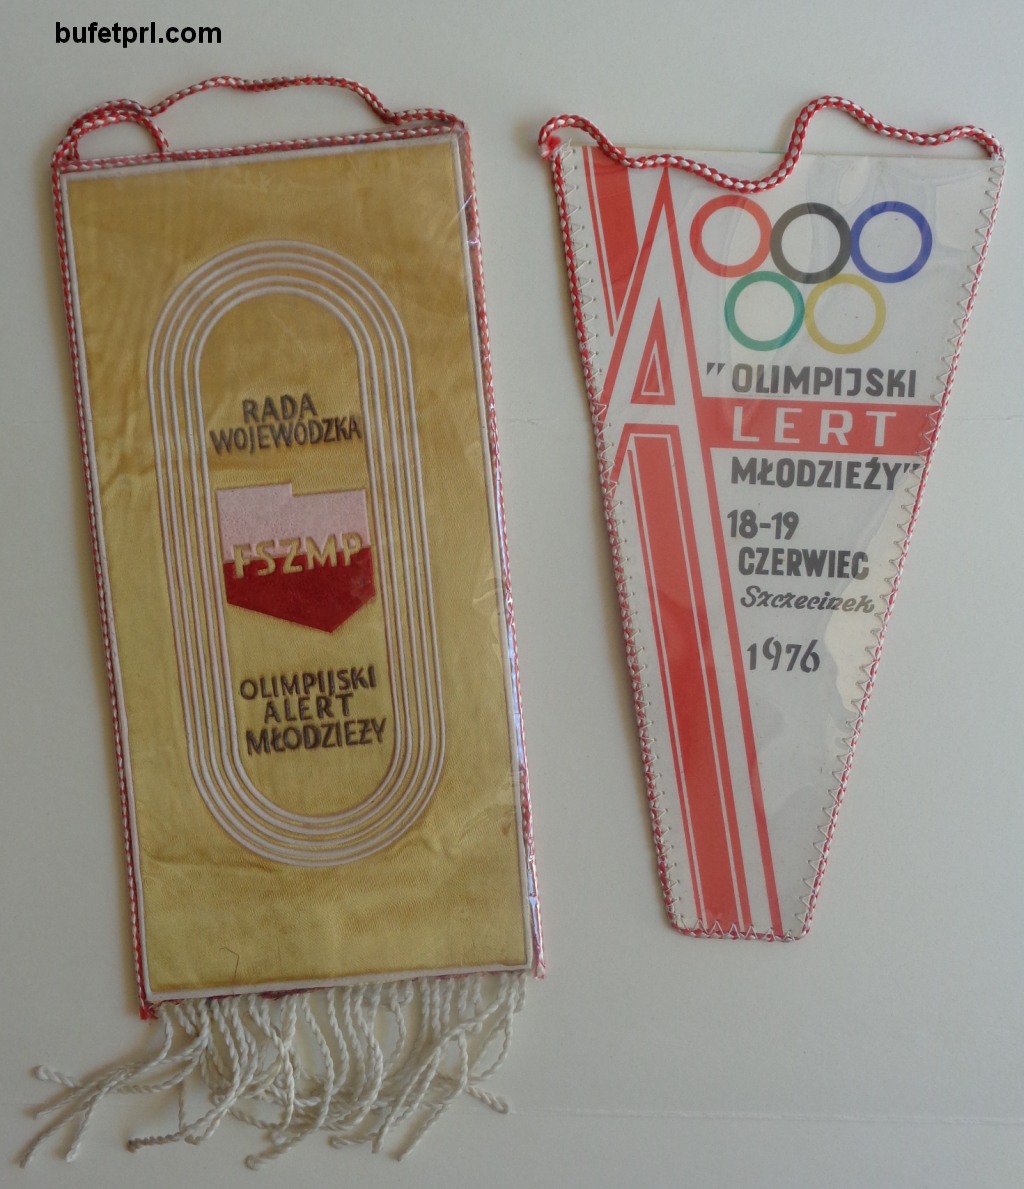 bufetprl.com
RADA
WOJEWÓDZKA
FSZMP
OLIMPIJSKI
ALERT
MŁODZIEŻY
"OLIMPIJSKI
ALERT
MŁODZIEŻY"
18-19
CZERWIEC
Szczecinek
1976